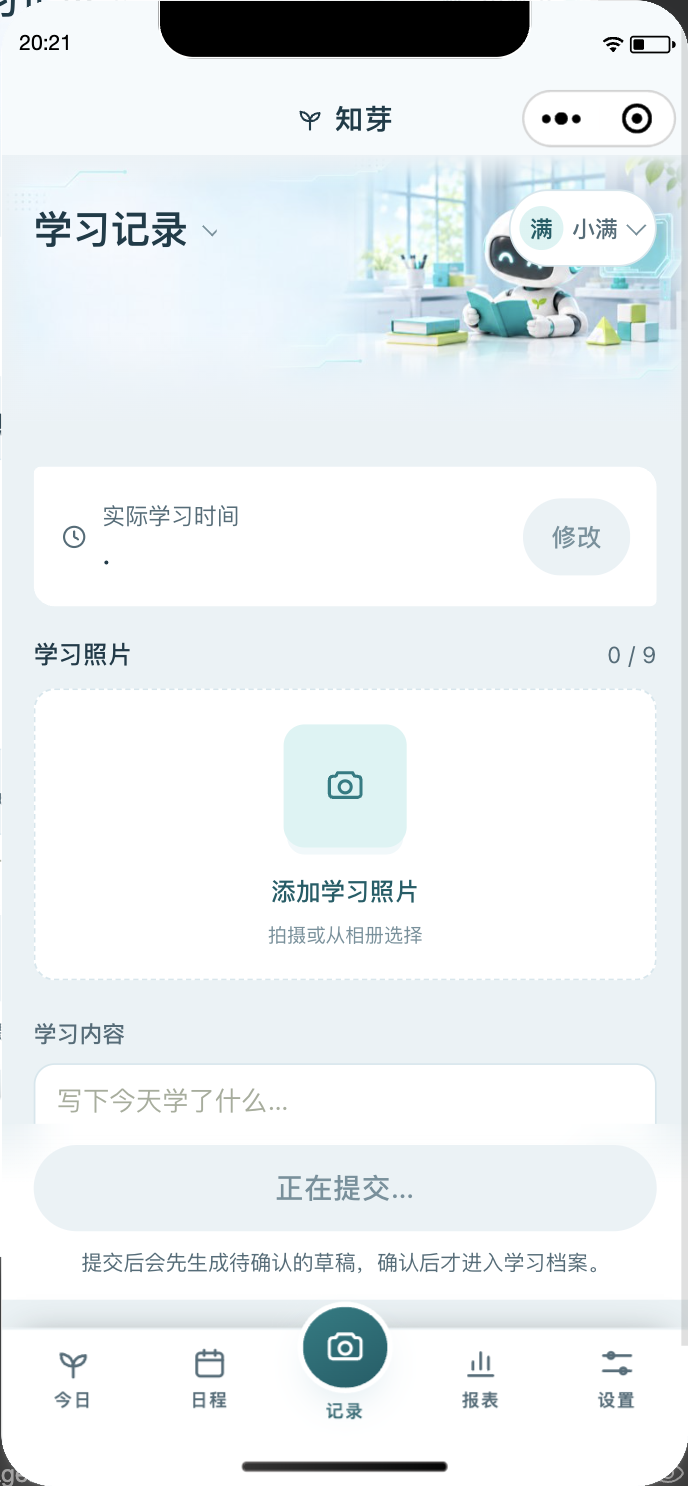 20:21
知芽
学习记录
满 小满
实际学习时间
·
修改
学习照片
0 / 9
添加学习照片
拍摄或从相册选择
学习内容
写下今天学了什么...
正在提交...
提交后会先生成待确认的草稿，确认后才进入学习档案。
今日
日程
记录
报表
设置